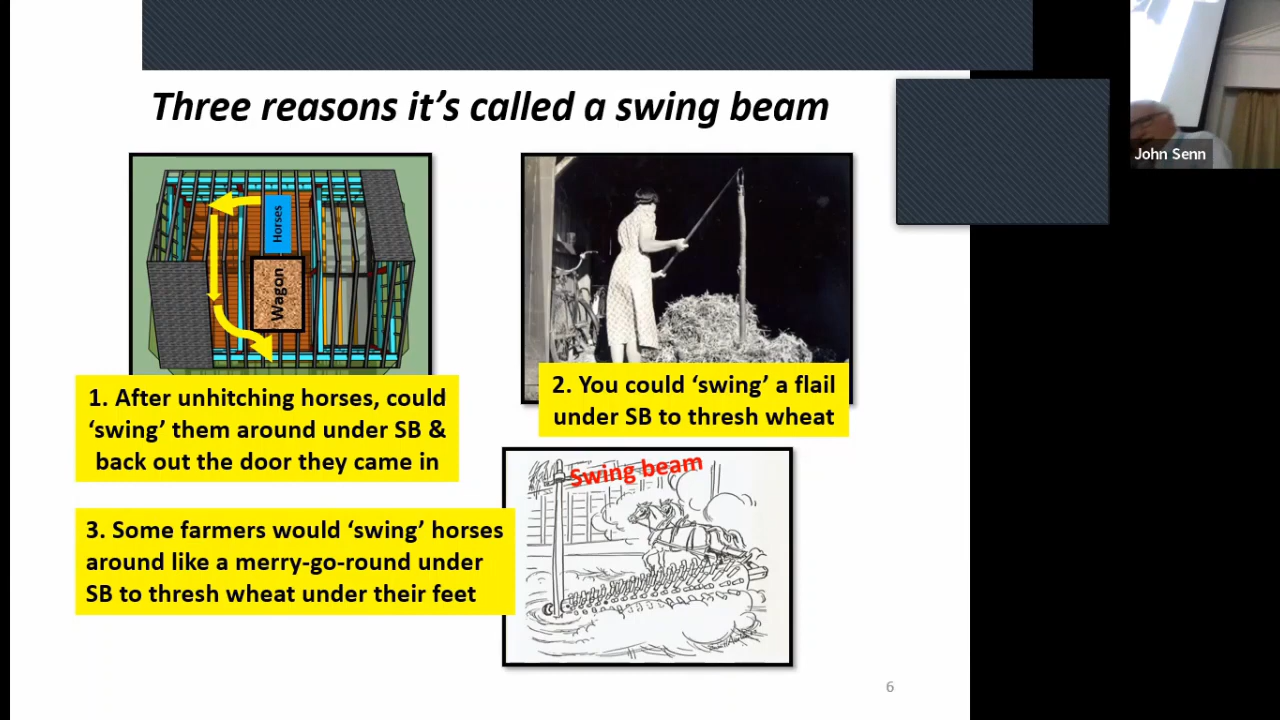 Three reasons it's called a swing beam
John Senn
Horses
Wagon
1. After unhitching horses, could
'swing' them around under SB &
back out the door they came in
2. You could 'swing' a flail
under SB to thresh wheat
Swing beam
3. Some farmers would 'swing' horses
around like a merry-go-round under
SB to thresh wheat under their feet
6